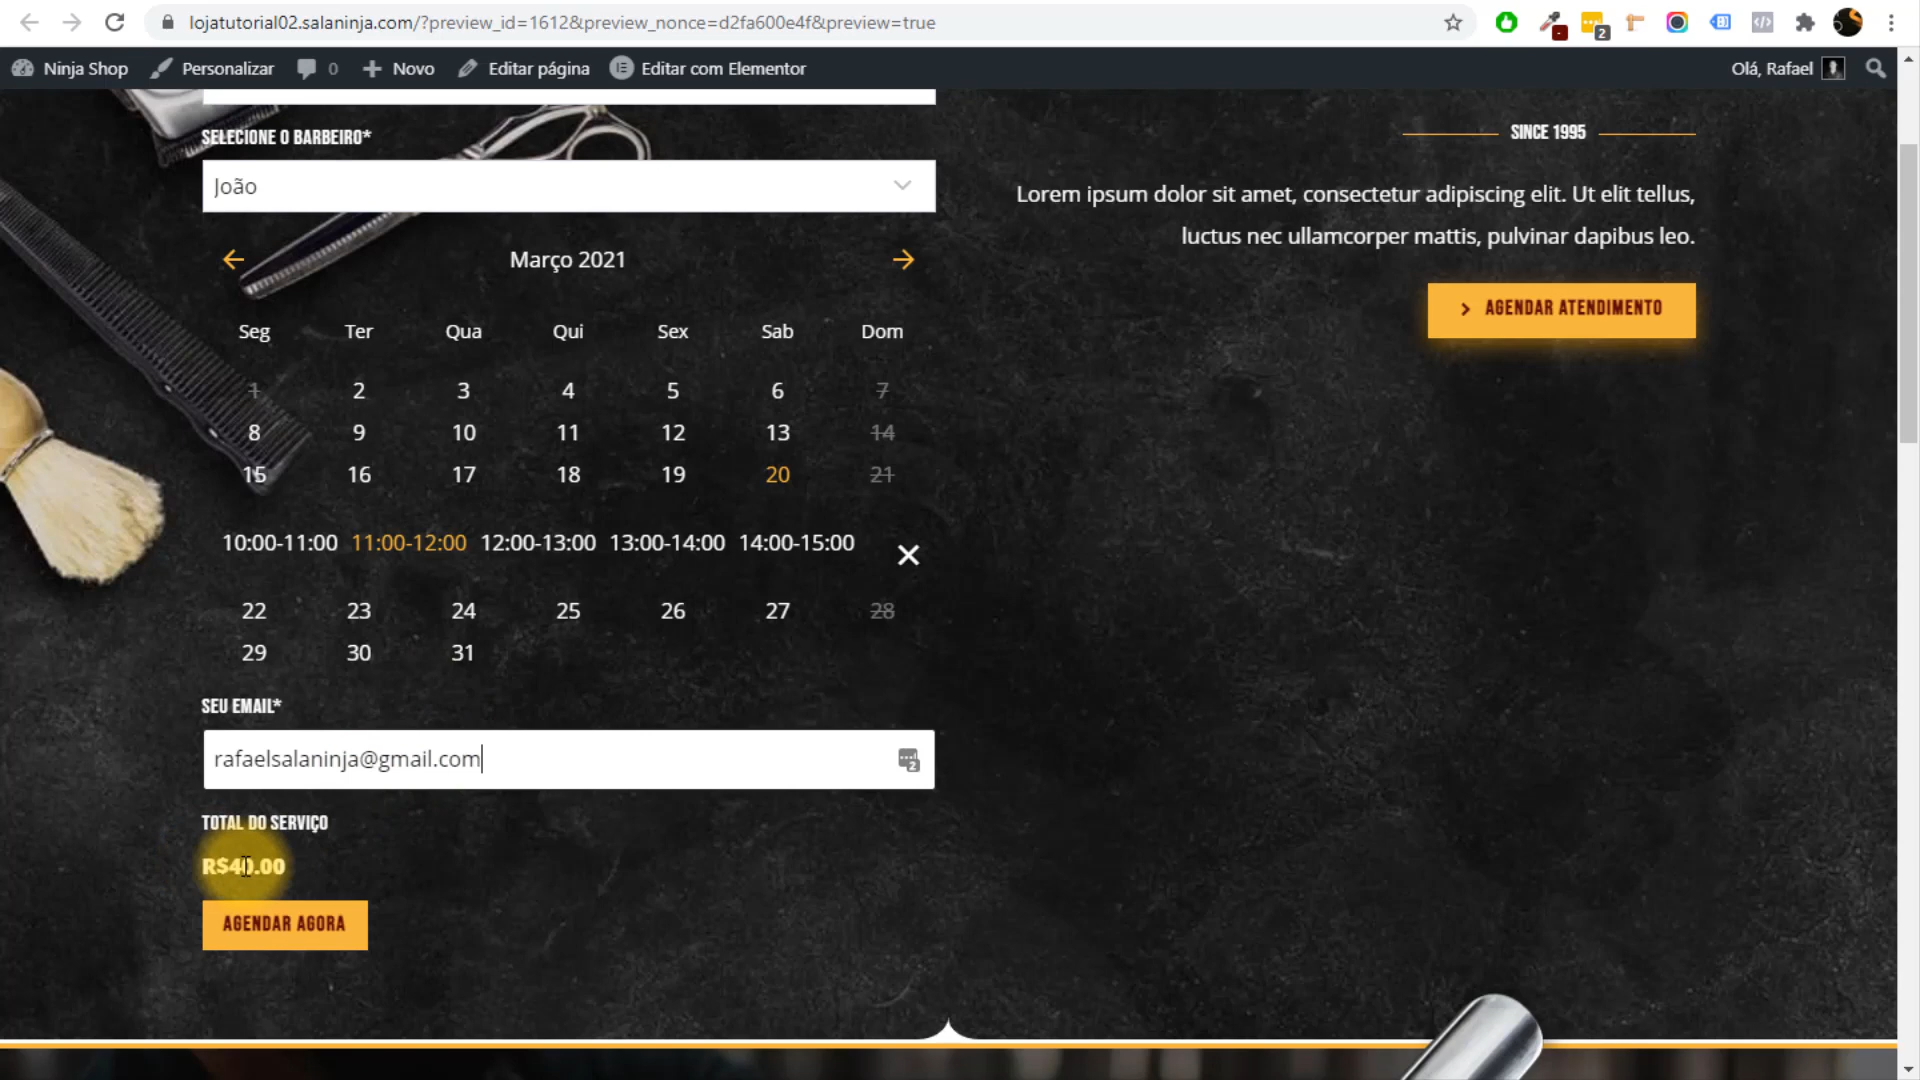 lojatutorial02.salaninja.com/?preview_id=1612&preview_nonce=d2fa600e4f&preview=true
2
Ninja Shop
Personalizar
0
Novo
Editar página
Editar com Elementor
Olá, Rafael
SELECIONE O BARBEIRO*
João
Março 2021
Seg Ter Qua Qui Sex Sab Dom
1 2 3 4 5 6 7
8 9 10 11 12 13 14
15 16 17 18 19 20 21
10:00-11:00 11:00-12:00 12:00-13:00 13:00-14:00 14:00-15:00
22 23 24 25 26 27 28
29 30 31
SEU EMAIL*
rafaelsalaninja@gmail.com
2
TOTAL DO SERVIÇO
R$40.00
AGENDAR AGORA
SINCE 1995
Lorem ipsum dolor sit amet, consectetur adipiscing elit. Ut elit tellus,
luctus nec ullamcorper mattis, pulvinar dapibus leo.
AGENDAR ATENDIMENTO